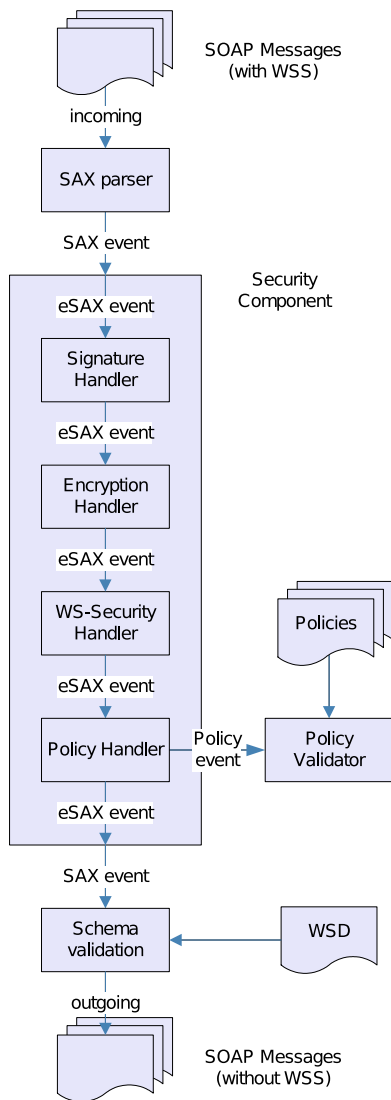 SOAP Messages
(with WSS)
incoming
SAX parser
SAX event
Security
Component
eSAX event
Signature
Handler
eSAX event
Encryption
Handler
eSAX event
WS-Security
Handler
Policies
eSAX event
Policy Handler
Policy
event
Policy
Validator
eSAX event
SAX event
Schema
validation
WSD
outgoing
SOAP Messages
(without WSS)